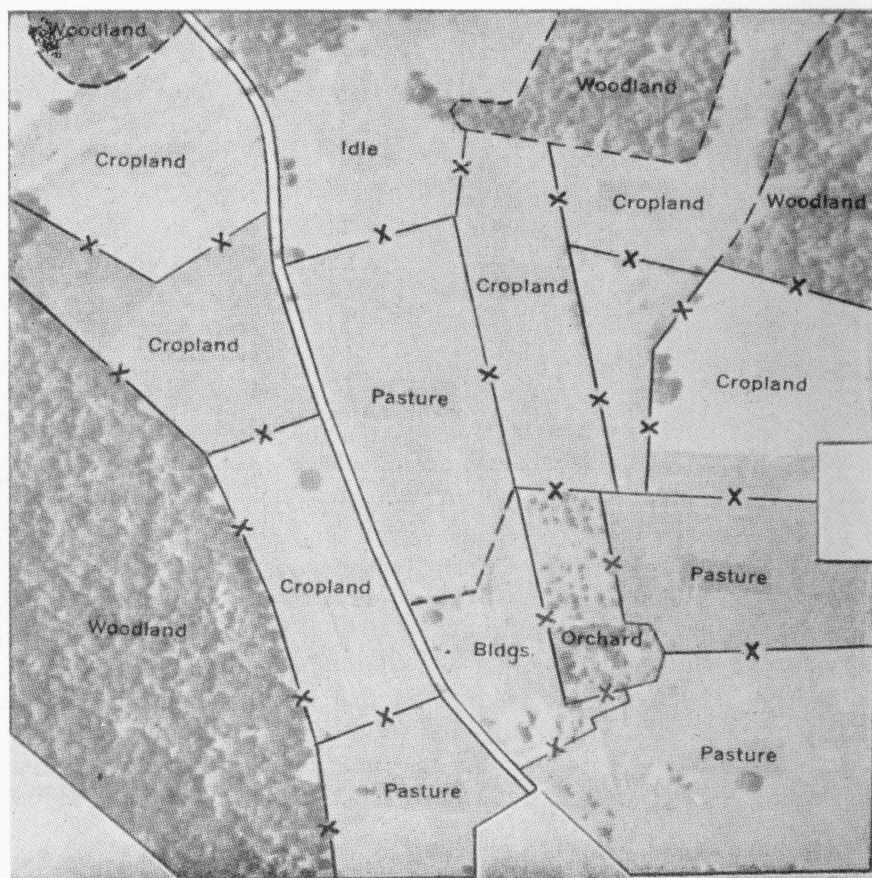 Woodland
Woodland
Cropland
Idle
Cropland
Woodland
Cropland
Cropland
Cropland
Pasture
Pasture
Cropland
Woodland
Orchard
Bldgs.
Pasture
Pasture